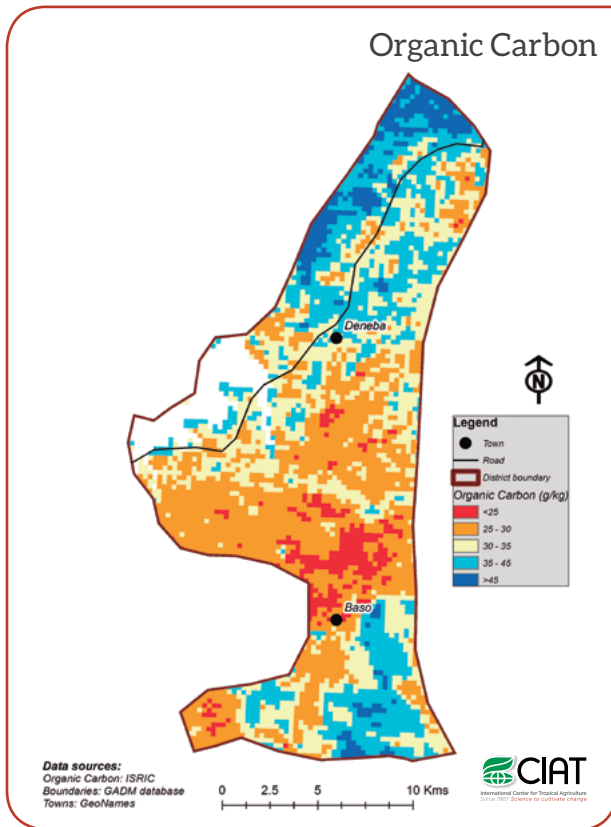 Organic Carbon
Deneba
N
Legend
Town
Road
District boundary
Organic Carbon (g/kg)
<25
25 - 30
30 - 35
35 - 45
>45
Baso
Data sources:
Organic Carbon: ISRIC
Boundaries: GADM database
Towns: GeoNames
0 2.5 5 10 Kms
CIAT
International Center for Tropical Agriculture
Since 1967 Science to cultivate change